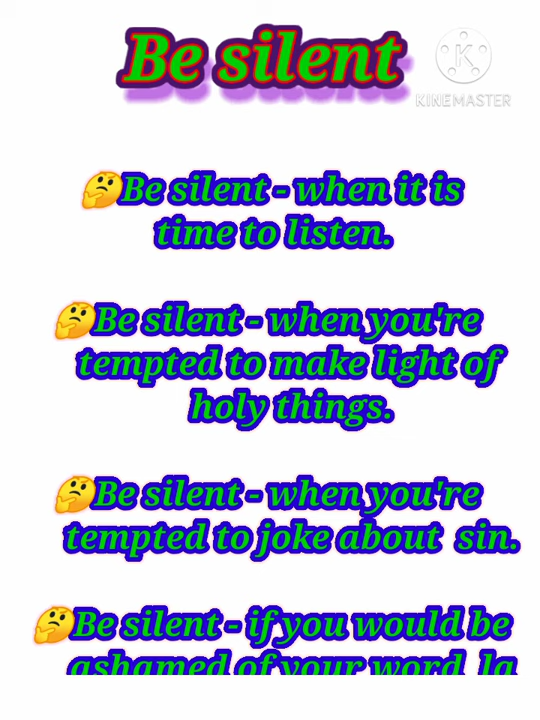 Be silent
KINEMASTER
🤔Be silent - when it is
time to listen.
🤔Be silent - when you're
tempted to make light of
holy things.
🤔Be silent - when you're
tempted to joke about sin.
🤔Be silent - if you would be
ashamed of your word la